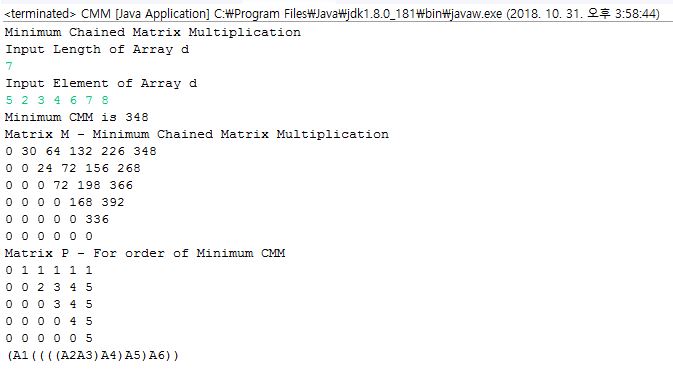 <terminated> CMM [Java Application] C:₩Program Files₩Java₩jdk1.8.0_181₩bin₩javaw.exe (2018. 10. 31. 오후 3:58:44)
Minimum Chained Matrix Multiplication
Input Length of Array d
7
Input Element of Array d
5 2 3 4 6 7 8
Minimum CMM is 348
Matrix M - Minimum Chained Matrix Multiplication
0 30 64 132 226 348
0 0 24 72 156 268
0 0 0 72 198 366
0 0 0 0 168 392
0 0 0 0 0 336
0 0 0 0 0 0
Matrix P - For order of Minimum CMM
0 1 1 1 1 1
0 0 2 3 4 5
0 0 0 3 4 5
0 0 0 0 4 5
0 0 0 0 0 5
(A1((((A2A3)A4)A5)A6))